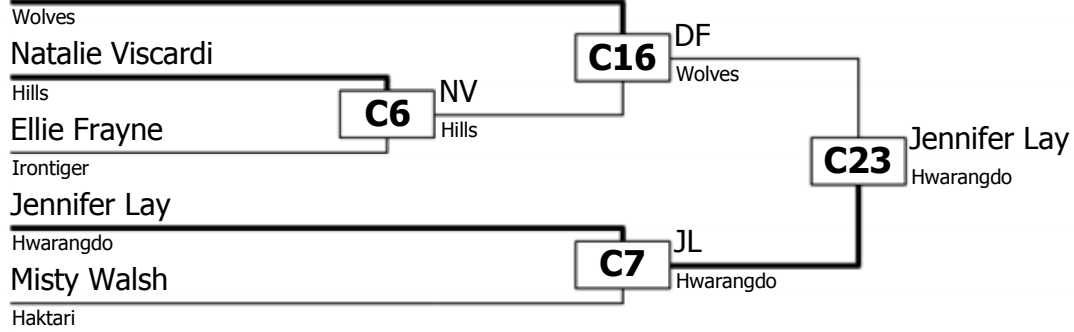 Wolves
Natalie Viscardi
Hills
Ellie Frayne
Irontiger
Jennifer Lay
Hwarangdo
Misty Walsh
Haktari
C6
NV
Hills
C16
DF
Wolves
C7
JL
Hwarangdo
C23
Jennifer Lay
Hwarangdo